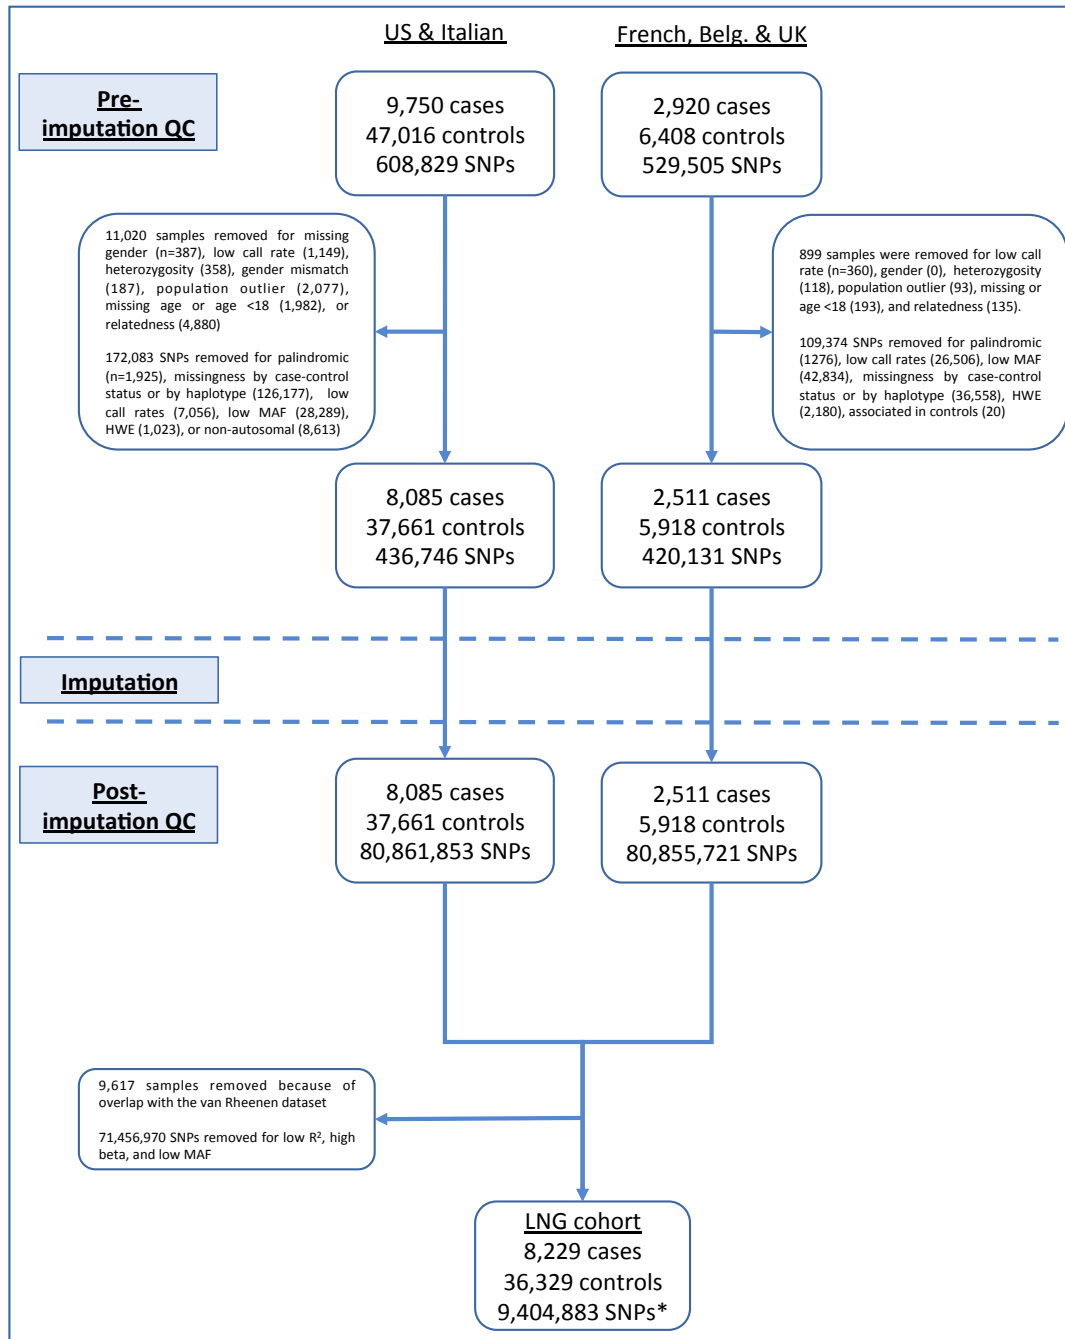 US & Italian
French, Belg. & UK
Pre-
imputation QC
9,750 cases
47,016 controls
608,829 SNPs
2,920 cases
6,408 controls
529,505 SNPs
11,020 samples removed for missing
gender (n=387), low call rate (1,149),
heterozygosity (358), gender mismatch
(187), population outlier (2,077),
missing age or age <18 (1,982), or
relatedness (4,880)
172,083 SNPs removed for palindromic
(n=1,925), missingness by case-control
status or by haplotype (126,177), low
call rates (7,056), low MAF (28,289),
HWE (1,023), or non-autosomal (8,613)
899 samples were removed for low call
rate (n=360), gender (0), heterozygosity
(118), population outlier (93), missing or
age <18 (193), and relatedness (135).
109,374 SNPs removed for palindromic
(1276), low call rates (26,506), low MAF
(42,834), missingness by case-control
status or by haplotype (36,558), HWE
(2,180), associated in controls (20)
8,085 cases
37,661 controls
436,746 SNPs
2,511 cases
5,918 controls
420,131 SNPs
Imputation
Post-
imputation QC
8,085 cases
37,661 controls
80,861,853 SNPs
2,511 cases
5,918 controls
80,855,721 SNPs
9,617 samples removed because of
overlap with the van Rheenen dataset
71,456,970 SNPs removed for low R², high
beta, and low MAF
LNG cohort
8,229 cases
36,329 controls
9,404,883 SNPs*